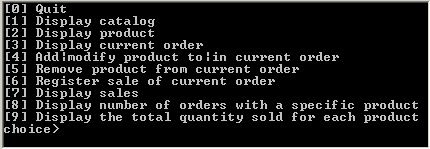 [0] Quit
[1] Display catalog
[2] Display product
[3] Display current order
[4] Add¦modify product to¦in current order
[5] Remove product from current order
[6] Register sale of current order
[7] Display sales
[8] Display number of orders with a specific product
[9] Display the total quantity sold for each product
choice>